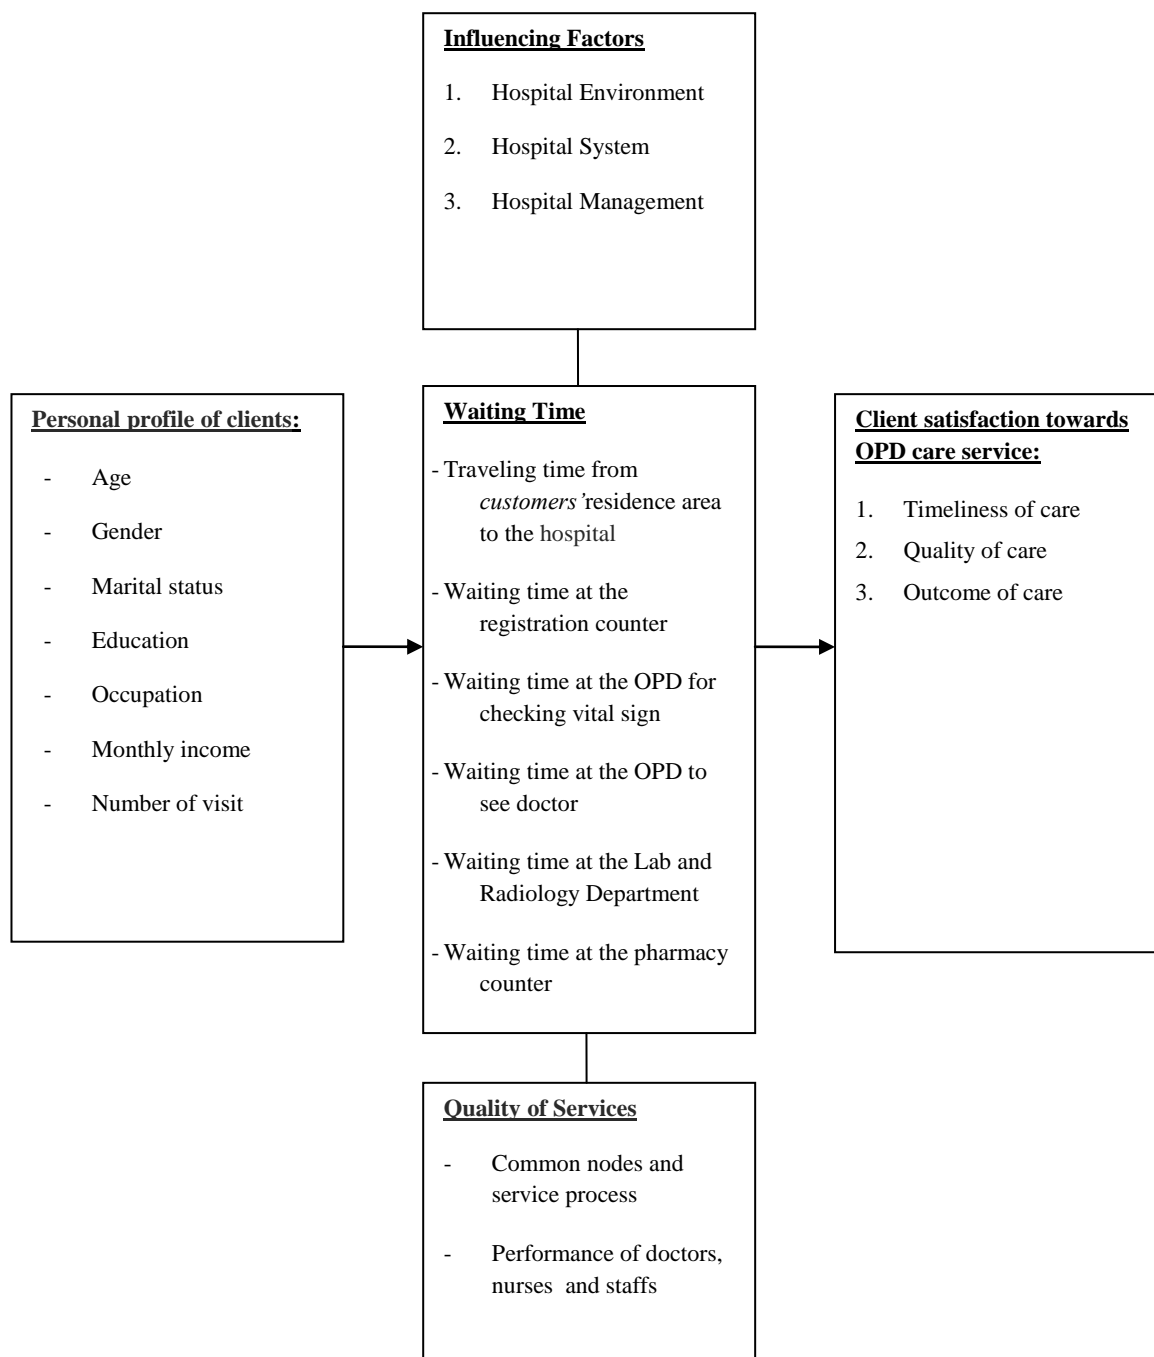 Influencing Factors
1. Hospital Environment
2. Hospital System
3. Hospital Management
Personal profile of clients:
- Age
- Gender
- Marital status
- Education
- Occupation
- Monthly income
- Number of visit
Waiting Time
- Traveling time from
customers’residence area
to the hospital
- Waiting time at the
registration counter
- Waiting time at the OPD for
checking vital sign
- Waiting time at the OPD to
see doctor
- Waiting time at the Lab and
Radiology Department
- Waiting time at the pharmacy
counter
Client satisfaction towards
OPD care service:
1. Timeliness of care
2. Quality of care
3. Outcome of care
Quality of Services
- Common nodes and
service process
- Performance of doctors,
nurses and staffs